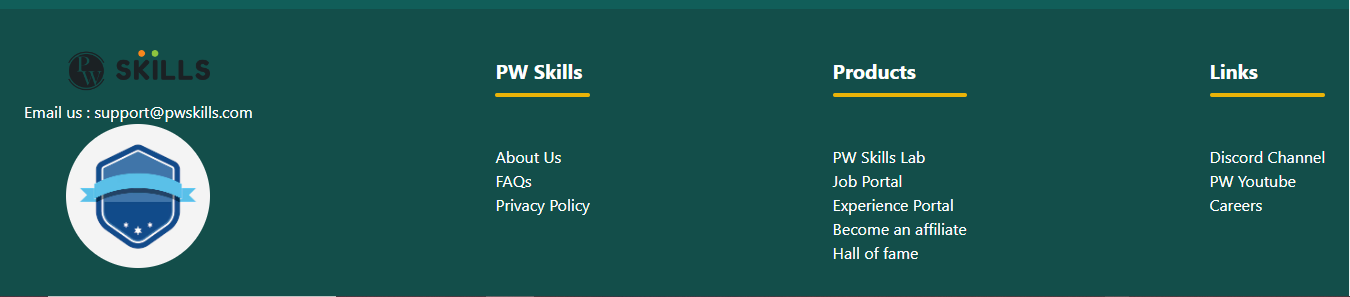 PW SKILLS
Email us : support@pwskills.com
PW Skills
About Us
FAQs
Privacy Policy
Products
PW Skills Lab
Job Portal
Experience Portal
Become an affiliate
Hall of fame
Links
Discord Channel
PW Youtube
Careers